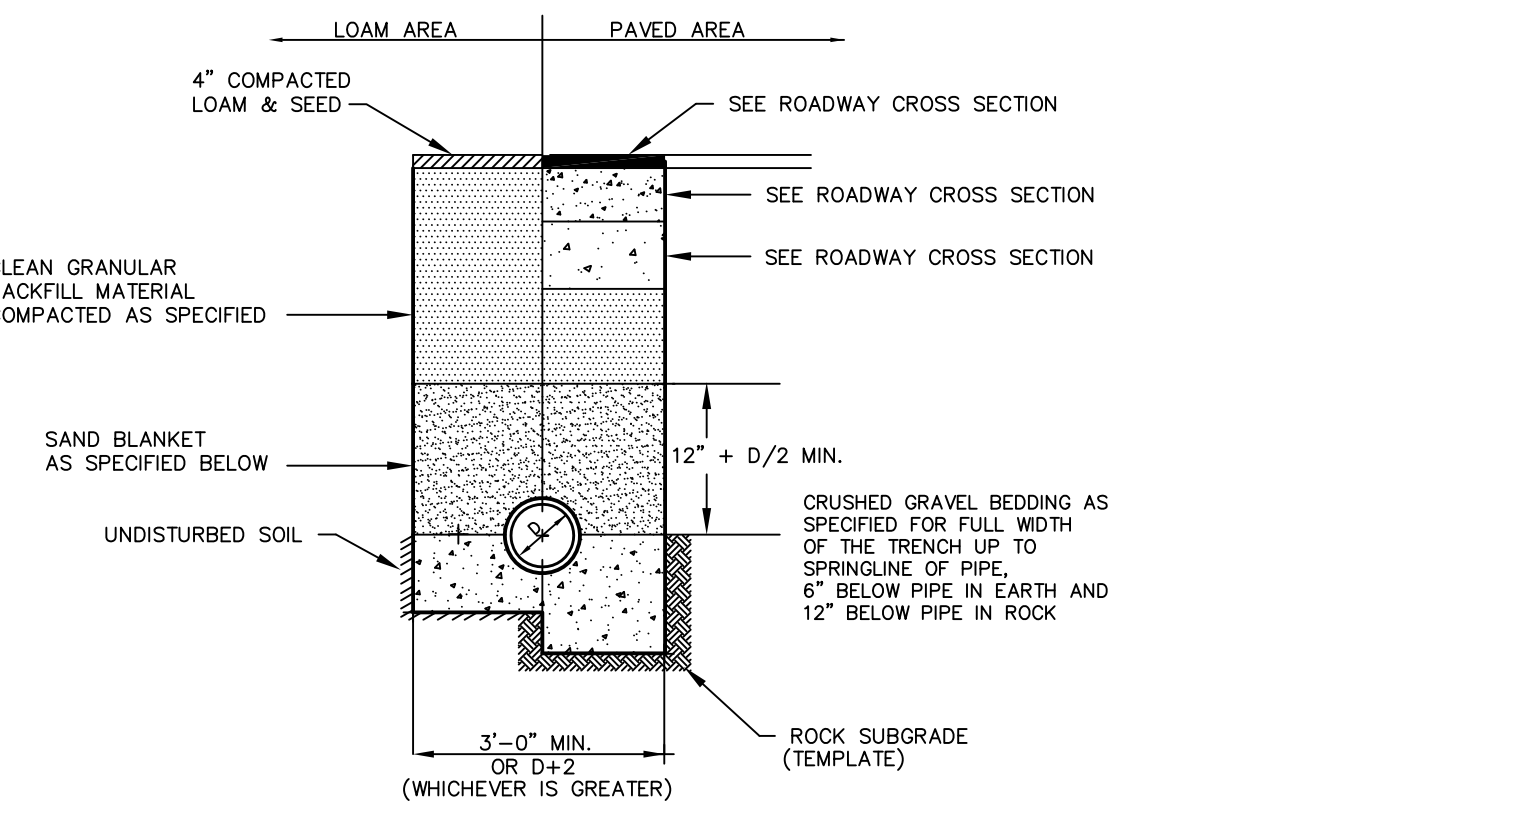 LOAM AREA
PAVED AREA
4" COMPACTED
LOAM & SEED
SEE ROADWAY CROSS SECTION
SEE ROADWAY CROSS SECTION
SEE ROADWAY CROSS SECTION
LEAN GRANULAR
ACKFILL MATERIAL
OMPACTED AS SPECIFIED
SAND BLANKET
AS SPECIFIED BELOW
12" + D/2 MIN.
UNDISTURBED SOIL
D
CRUSHED GRAVEL BEDDING AS
SPECIFIED FOR FULL WIDTH
OF THE TRENCH UP TO
SPRINGLINE OF PIPE,
6" BELOW PIPE IN EARTH AND
12" BELOW PIPE IN ROCK
ROCK SUBGRADE
(TEMPLATE)
3'-0" MIN.
OR D+2
(WHICHEVER IS GREATER)